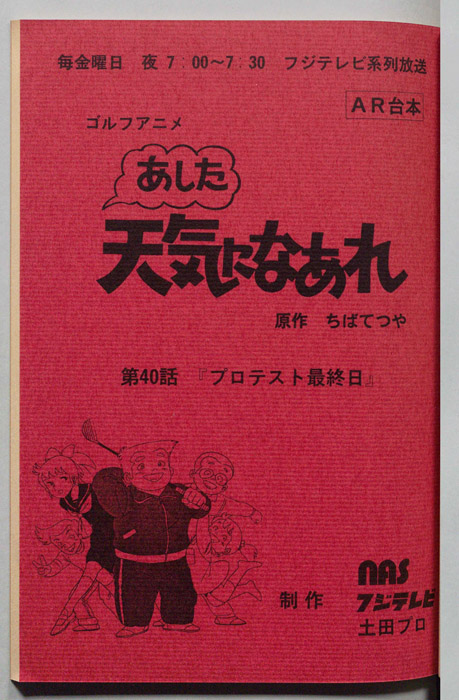 毎金曜日 夜7:00〜7:30 フジテレビ系列放送
AR台本
ゴルフアニメ
あした
天気になあれ
原作 ちばてつや
第40話 『プロテスト最終日』
nAS
制作 フジテレビ
土田プロ